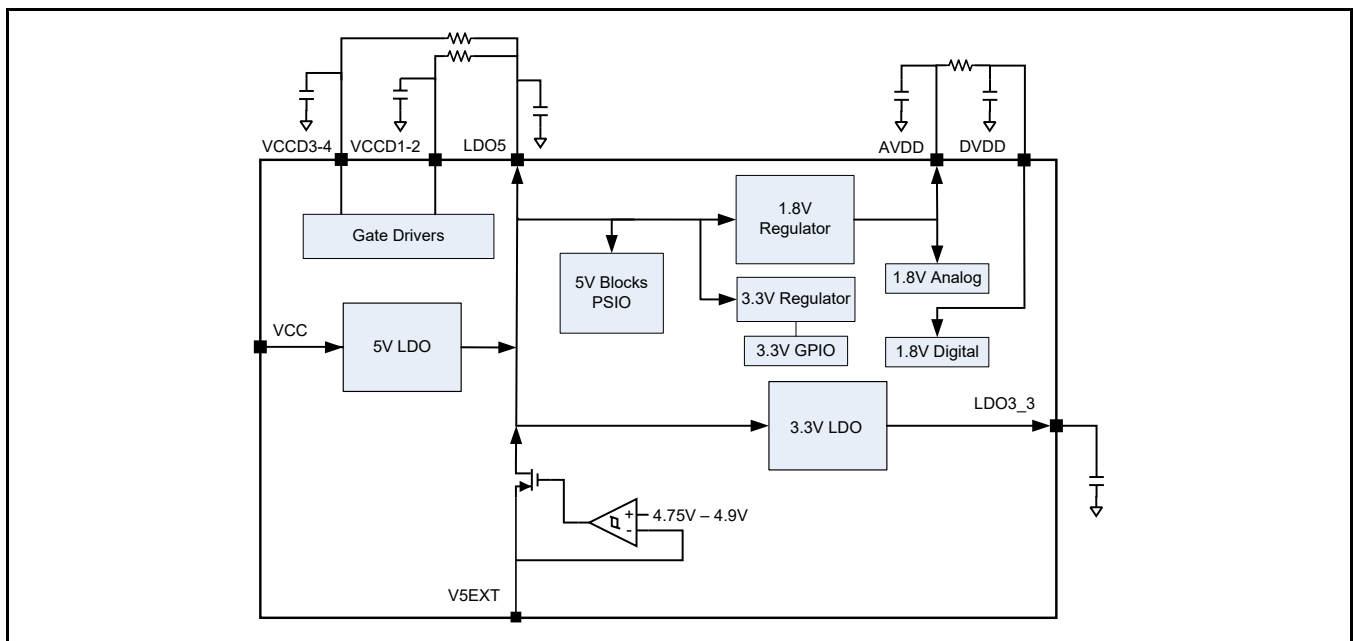 VCCD3-4
VCCD1-2
LDO5
AVDD
DVDD
Gate Drivers
1.8V
Regulator
5V Blocks
PSIO
3.3V Regulator
1.8V Analog
3.3V GPIO
1.8V Digital
VCC
5V LDO
3.3V LDO
LDO3_3
+
-
4.75V – 4.9V
V5EXT